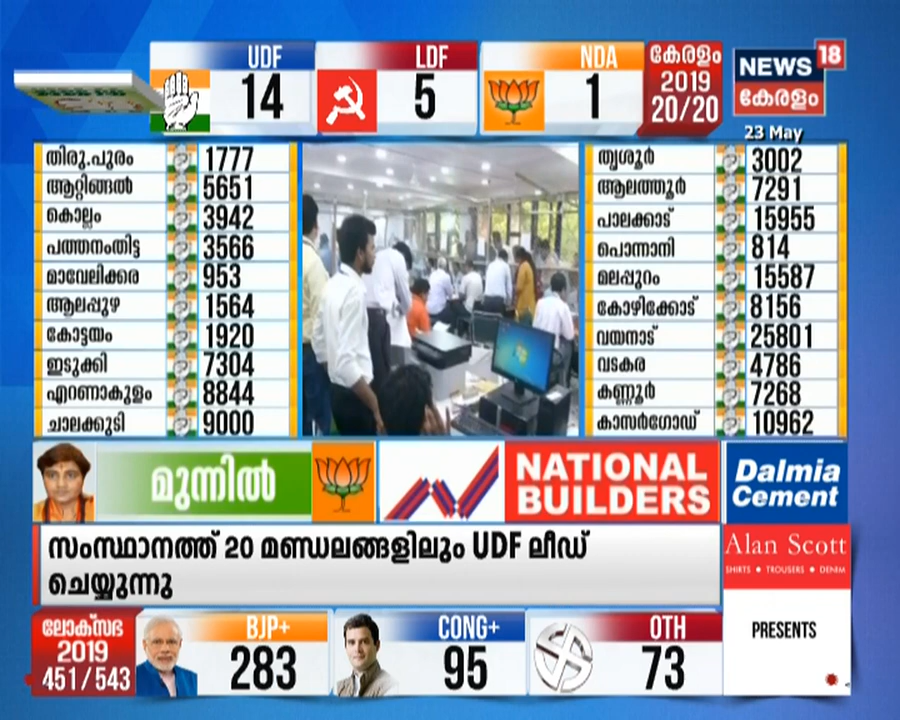 UDF
14
LDF
5
NDA
1
കേരളം
2019
20/20
NEWS 18
കേരളം
23 May
തിരു.പുരം 1777
ആറ്റിങ്ങൽ 5651
കൊല്ലം 3942
പത്തനംതിട്ട 3566
മാവേലിക്കര 953
ആലപ്പുഴ 1564
കോട്ടയം 1920
ഇടുക്കി 7304
എറണാകുളം 8844
ചാലക്കുടി 9000
തൃശൂർ 3002
ആലത്തൂർ 7291
പാലക്കാട് 15955
പൊന്നാനി 814
മലപ്പുറം 15587
കോഴിക്കോട് 8156
വയനാട് 25801
വടകര 4786
കണ്ണൂർ 7268
കാസർഗോഡ് 10962
മുന്നിൽ
NATIONAL
BUILDERS
Dalmia
Cement
സംസ്ഥാനത്ത് 20 മണ്ഡലങ്ങളിലും UDF ലീഡ്
ചെയ്യുന്നു
Alan Scott
SHIRTS • TROUSERS • DENIM
PRESENTS
ലോക്സഭ
2019
451/543
BJP+
283
CONG+
95
OTH
73